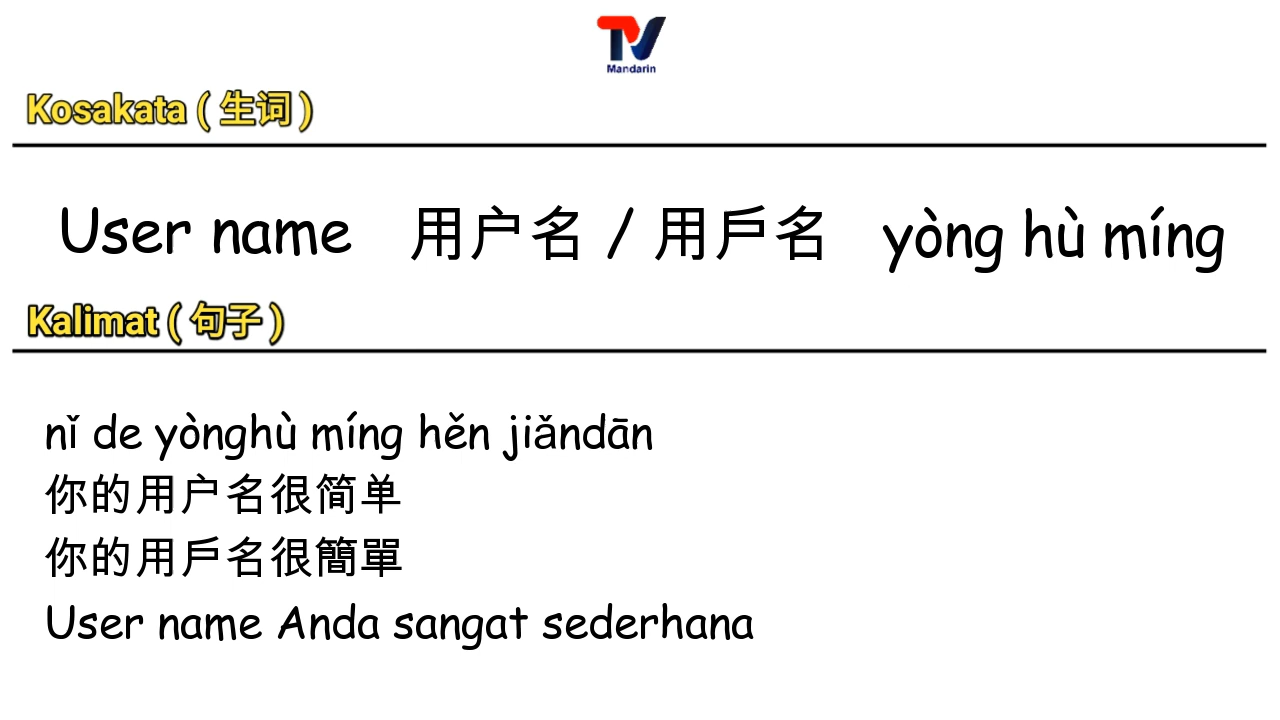 TV
Mandarin
Kosakata ( 生词 )
User name 用户名 / 用戶名 yòng hù míng
Kalimat ( 句子 )
nǐ de yònghù míng hěn jiǎndān
你的用户名很简单
你的用戶名很簡單
User name Anda sangat sederhana